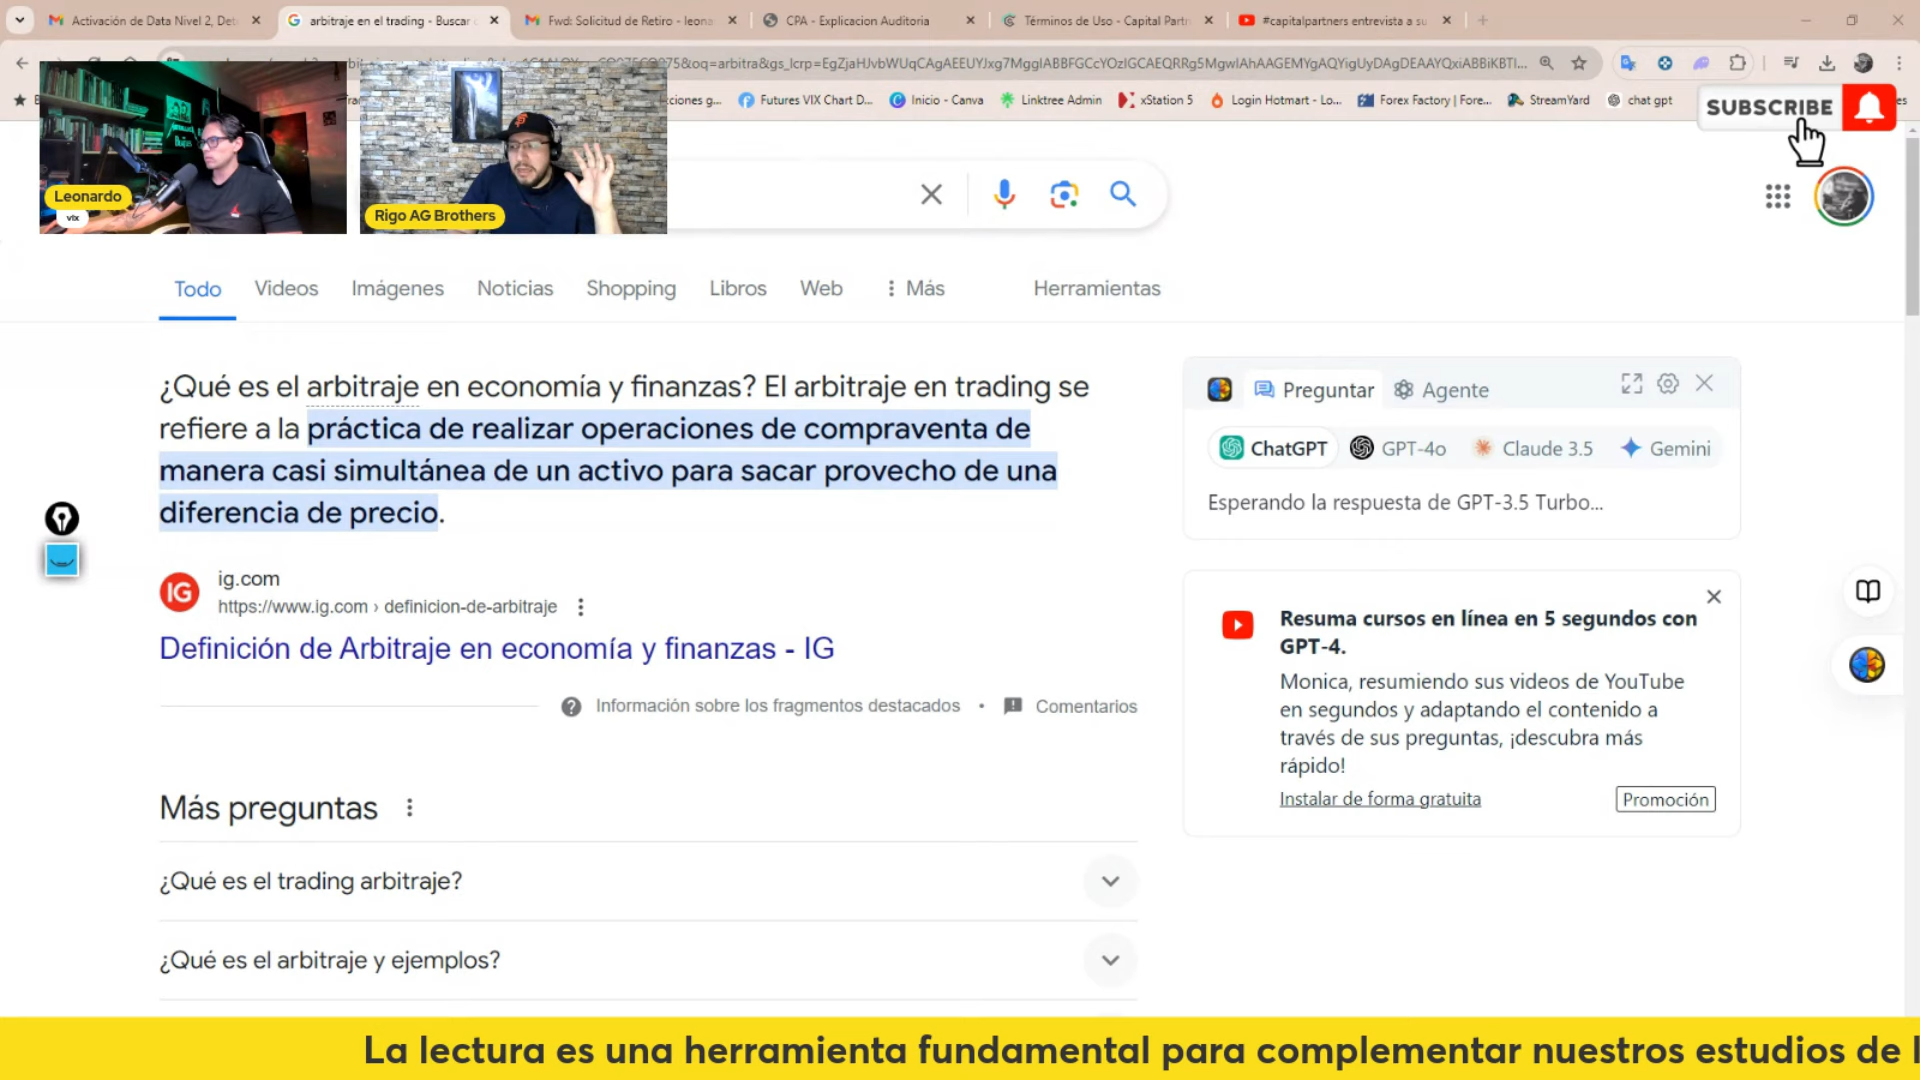 Activación de Data Nivel 2, Det
arbitraje en el trading - Buscar
Fwd: Solicitud de Retiro - leona
CPA - Explicacion Auditoria
Términos de Uso - Capital Partn
#capitalpartners entrevista a su
ciones g...
Futures VIX Chart D...
Inicio - Canva
Linktree Admin
xStation 5
Login Hotmart - Lo...
Forex Factory | Fore...
StreamYard
chat gpt
SUBSCRIBE
Leonardo
vix
Rigo AG Brothers
Todo
Videos
Imágenes
Noticias
Shopping
Libros
Web
Más
Herramientas
¿Qué es el arbitraje en economía y finanzas? El arbitraje en trading se
refiere a la práctica de realizar operaciones de compraventa de
manera casi simultánea de un activo para sacar provecho de una
diferencia de precio.
IG
ig.com
https://www.ig.com › definicion-de-arbitraje
Definición de Arbitraje en economía y finanzas - IG
Información sobre los fragmentos destacados
•
Comentarios
Más preguntas
¿Qué es el trading arbitraje?
¿Qué es el arbitraje y ejemplos?
Preguntar
Agente
ChatGPT
GPT-4o
Claude 3.5
Gemini
Esperando la respuesta de GPT-3.5 Turbo...
Resuma cursos en línea en 5 segundos con
GPT-4.
Monica, resumiendo sus videos de YouTube
en segundos y adaptando el contenido a
través de sus preguntas, ¡descubra más
rápido!
Instalar de forma gratuita
Promoción
La lectura es una herramienta fundamental para complementar nuestros estudios de l